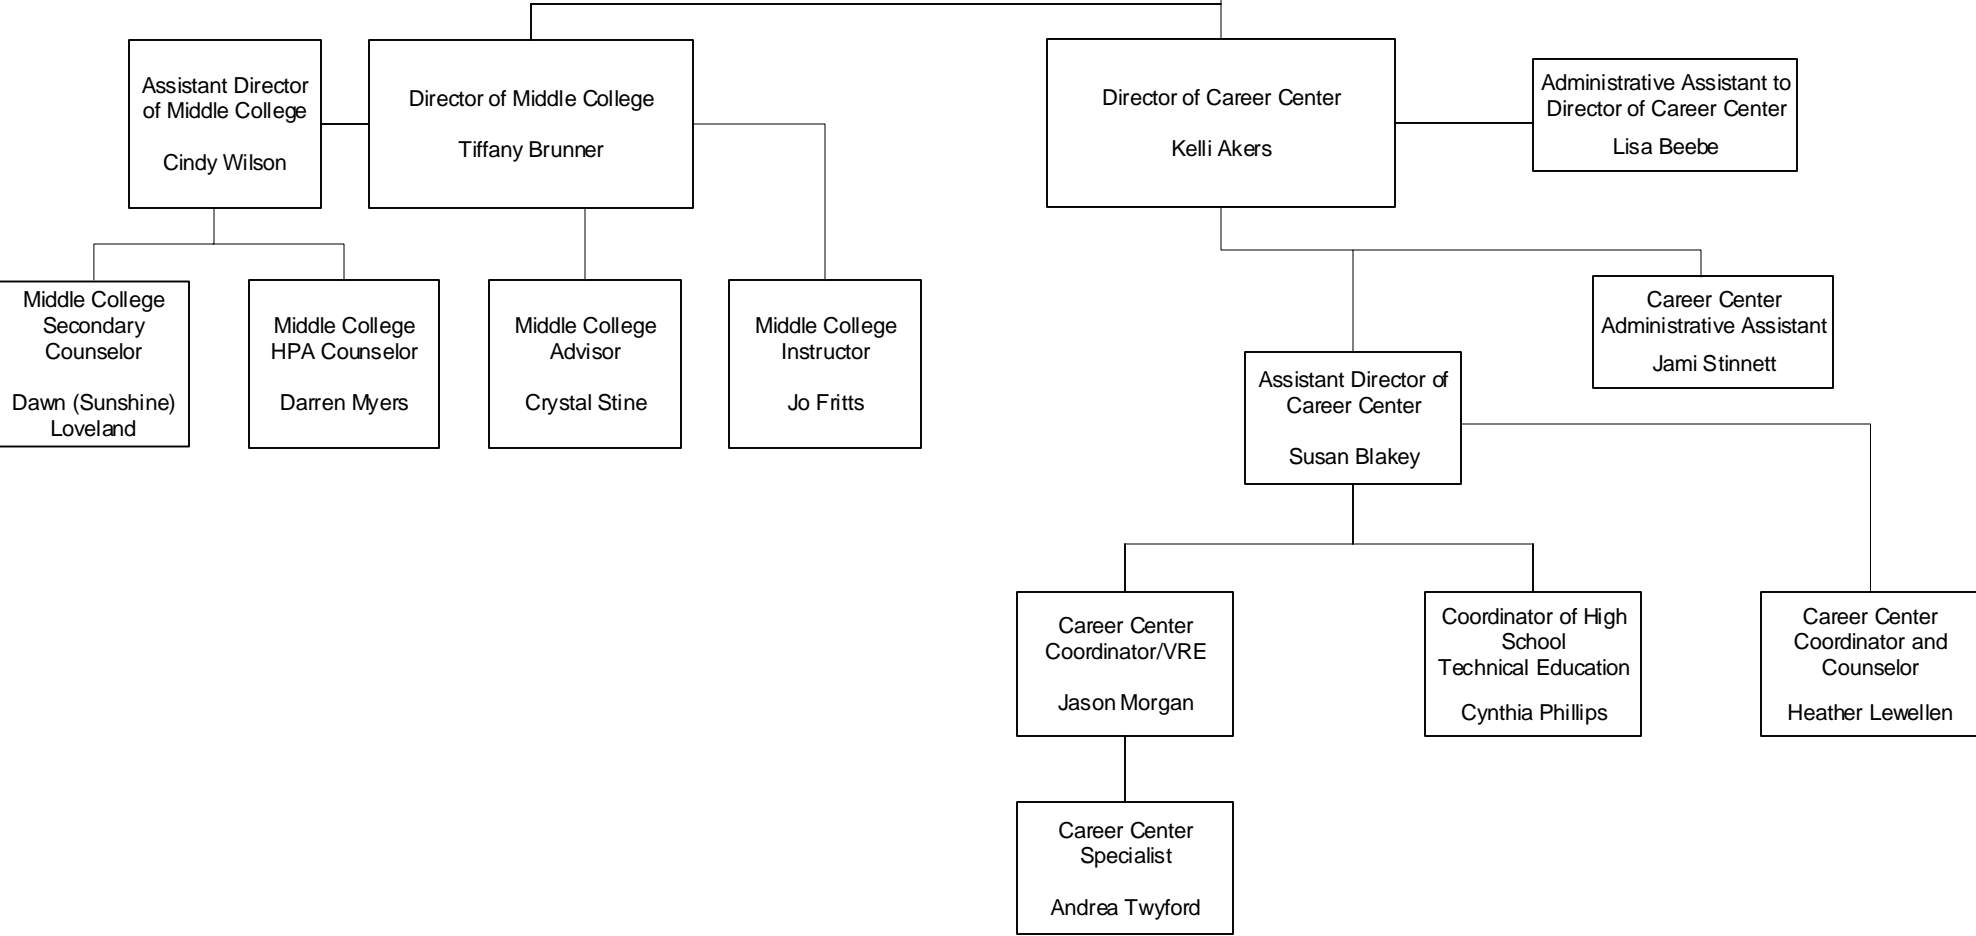 Assistant Director
of Middle College
Cindy Wilson
Director of Middle College
Tiffany Brunner
Director of Career Center
Kelli Akers
Administrative Assistant to
Director of Career Center
Lisa Beebe
Middle College
Secondary
Counselor
Dawn (Sunshine)
Loveland
Middle College
HPA Counselor
Darren Myers
Middle College
Advisor
Crystal Stine
Middle College
Instructor
Jo Fritts
Career Center
Administrative Assistant
Jami Stinnett
Assistant Director of
Career Center
Susan Blakey
Career Center
Coordinator/VRE
Jason Morgan
Coordinator of High
School
Technical Education
Cynthia Phillips
Career Center
Coordinator and
Counselor
Heather Lewellen
Career Center
Specialist
Andrea Twyford